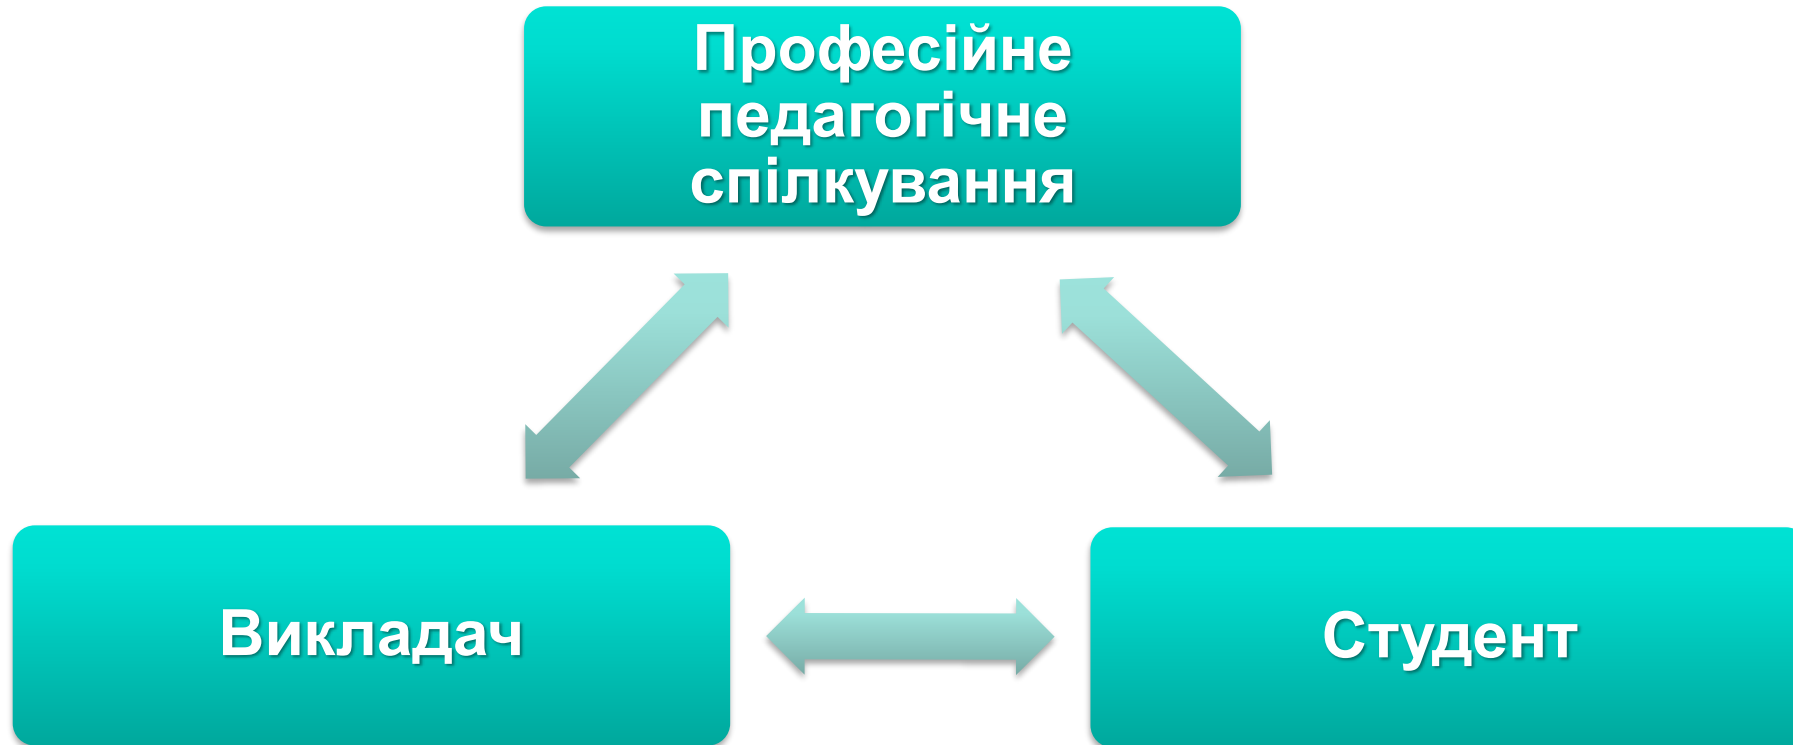 Професійне
педагогічне
спілкування
Викладач
Студент